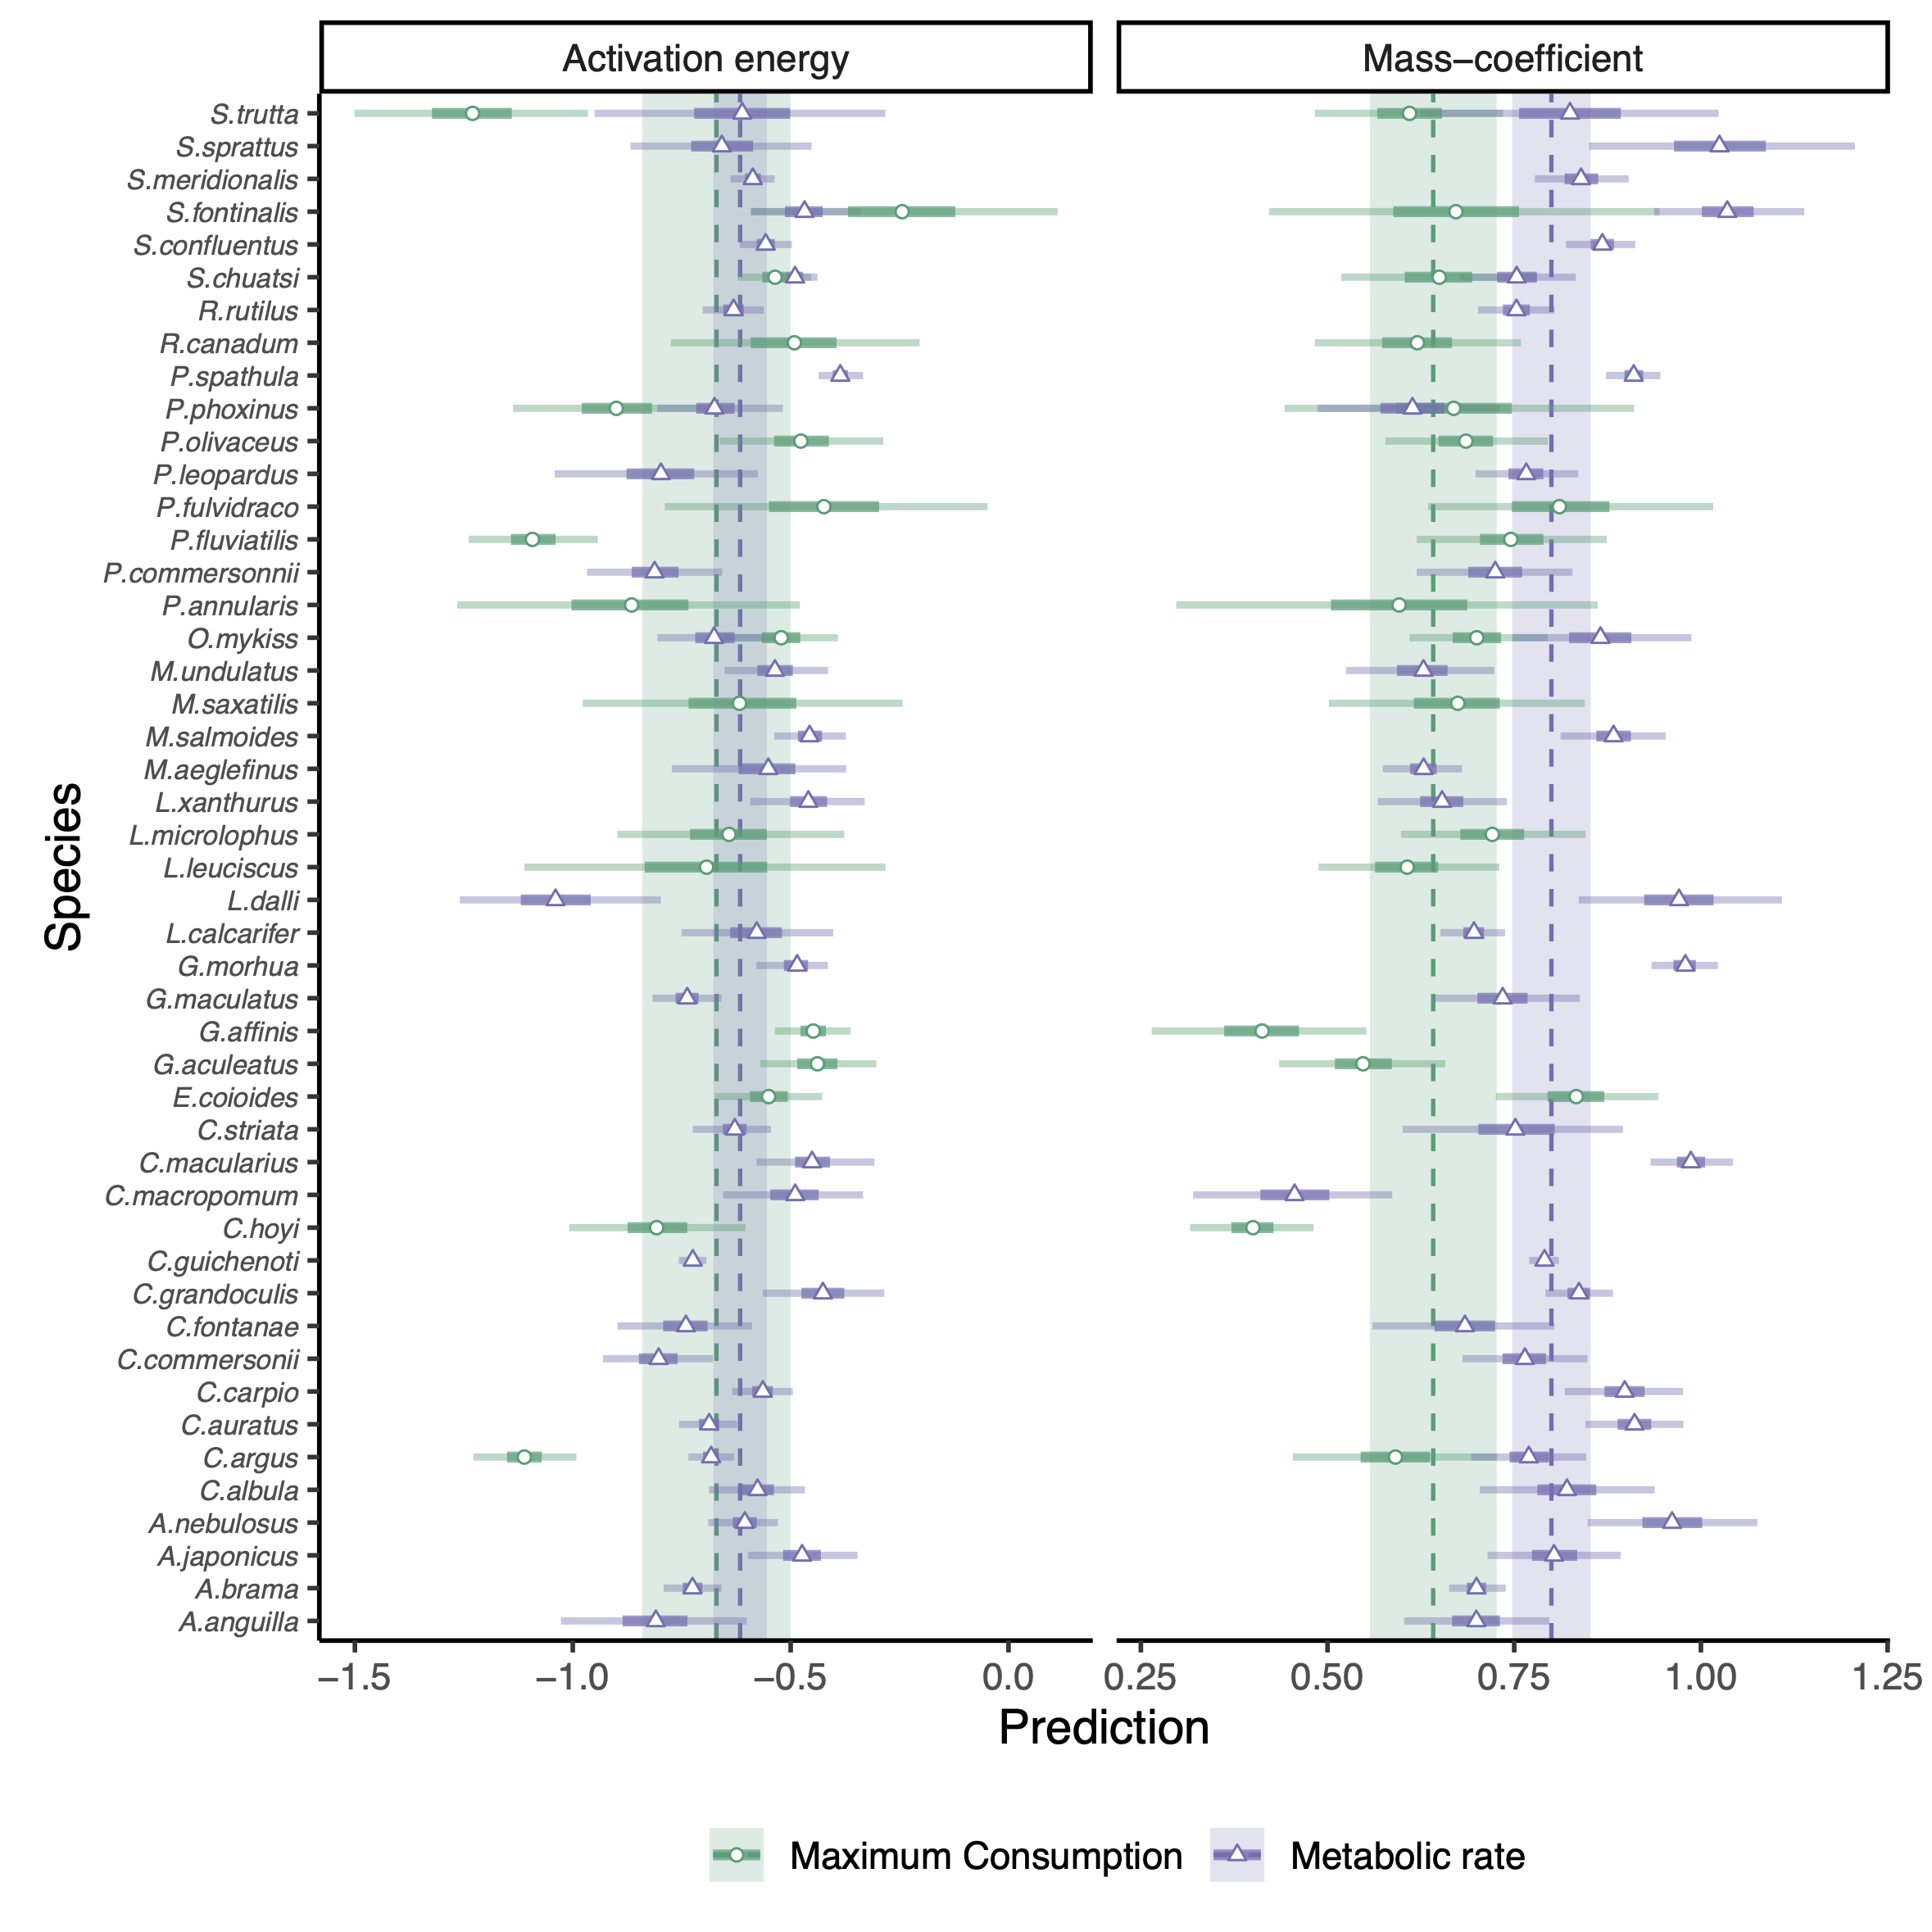 Activation energy
Mass−coefficient
Species
S.trutta
S.sprattus
S.meridionalis
S.fontinalis
S.confluentus
S.chuatsi
R.rutilus
R.canadum
P.spathula
P.phoxinus
P.olivaceus
P.leopardus
P.fulvidraco
P.fluviatilis
P.commersonnii
P.annularis
O.mykiss
M.undulatus
M.saxatilis
M.salmoides
M.aeglefinus
L.xanthurus
L.microlophus
L.leuciscus
L.dalli
L.calcarifer
G.morhua
G.maculatus
G.affinis
G.aculeatus
E.coioides
C.striata
C.macularius
C.macropomum
C.hoyi
C.guichenoti
C.grandoculis
C.fontanae
C.commersonii
C.carpio
C.auratus
C.argus
C.albula
A.nebulosus
A.japonicus
A.brama
A.anguilla
−1.5 −1.0 −0.5 0.0 0.25 0.50 0.75 1.00 1.25
Prediction
Maximum Consumption Metabolic rate